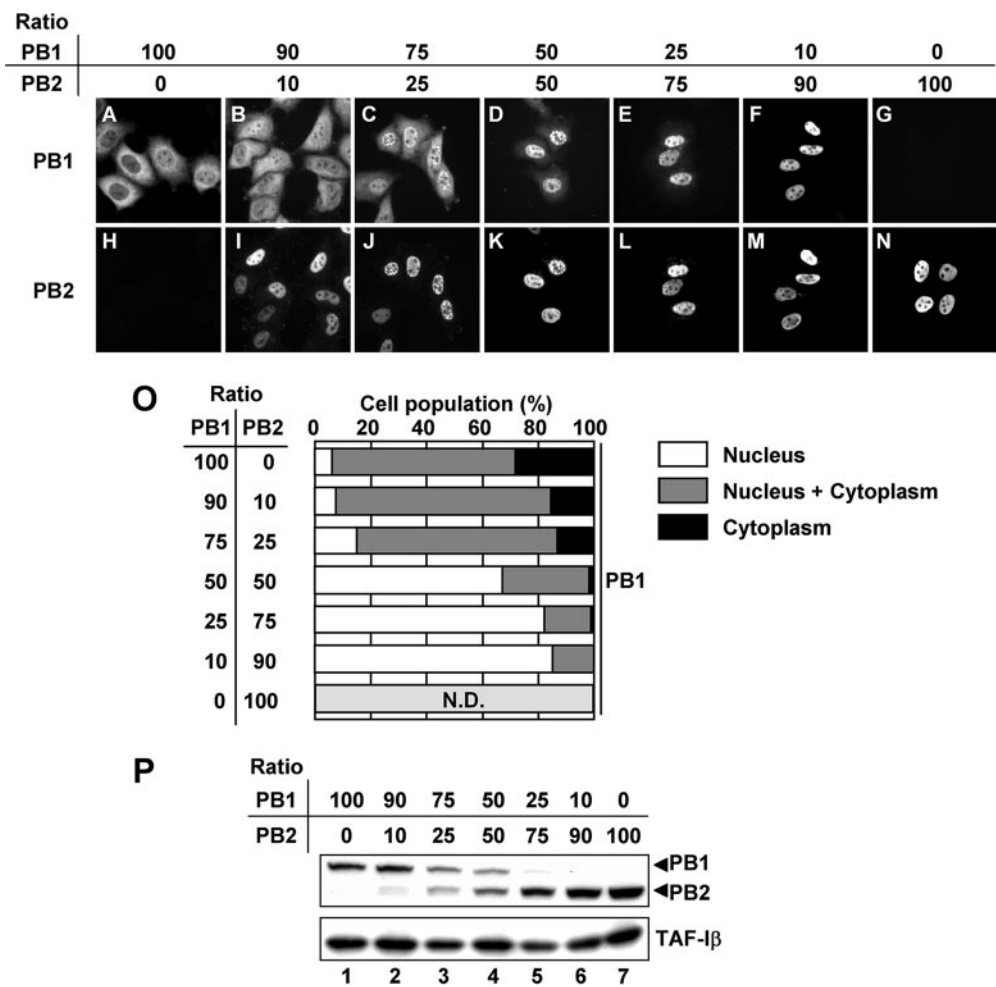 Ratio
PB1 100 90 75 50 25 10 0
PB2 0 10 25 50 75 90 100
A B C D E F G
PB1
H I J K L M N
PB2
O
Ratio
PB1 PB2
Cell population (%)
0 20 40 60 80 100
100 0
90 10
75 25
50 50
25 75
10 90
0 100
N.D.
PB1
Nucleus
Nucleus + Cytoplasm
Cytoplasm
P
Ratio
PB1 100 90 75 50 25 10 0
PB2 0 10 25 50 75 90 100
PB1
PB2
TAF-Iβ
1 2 3 4 5 6 7